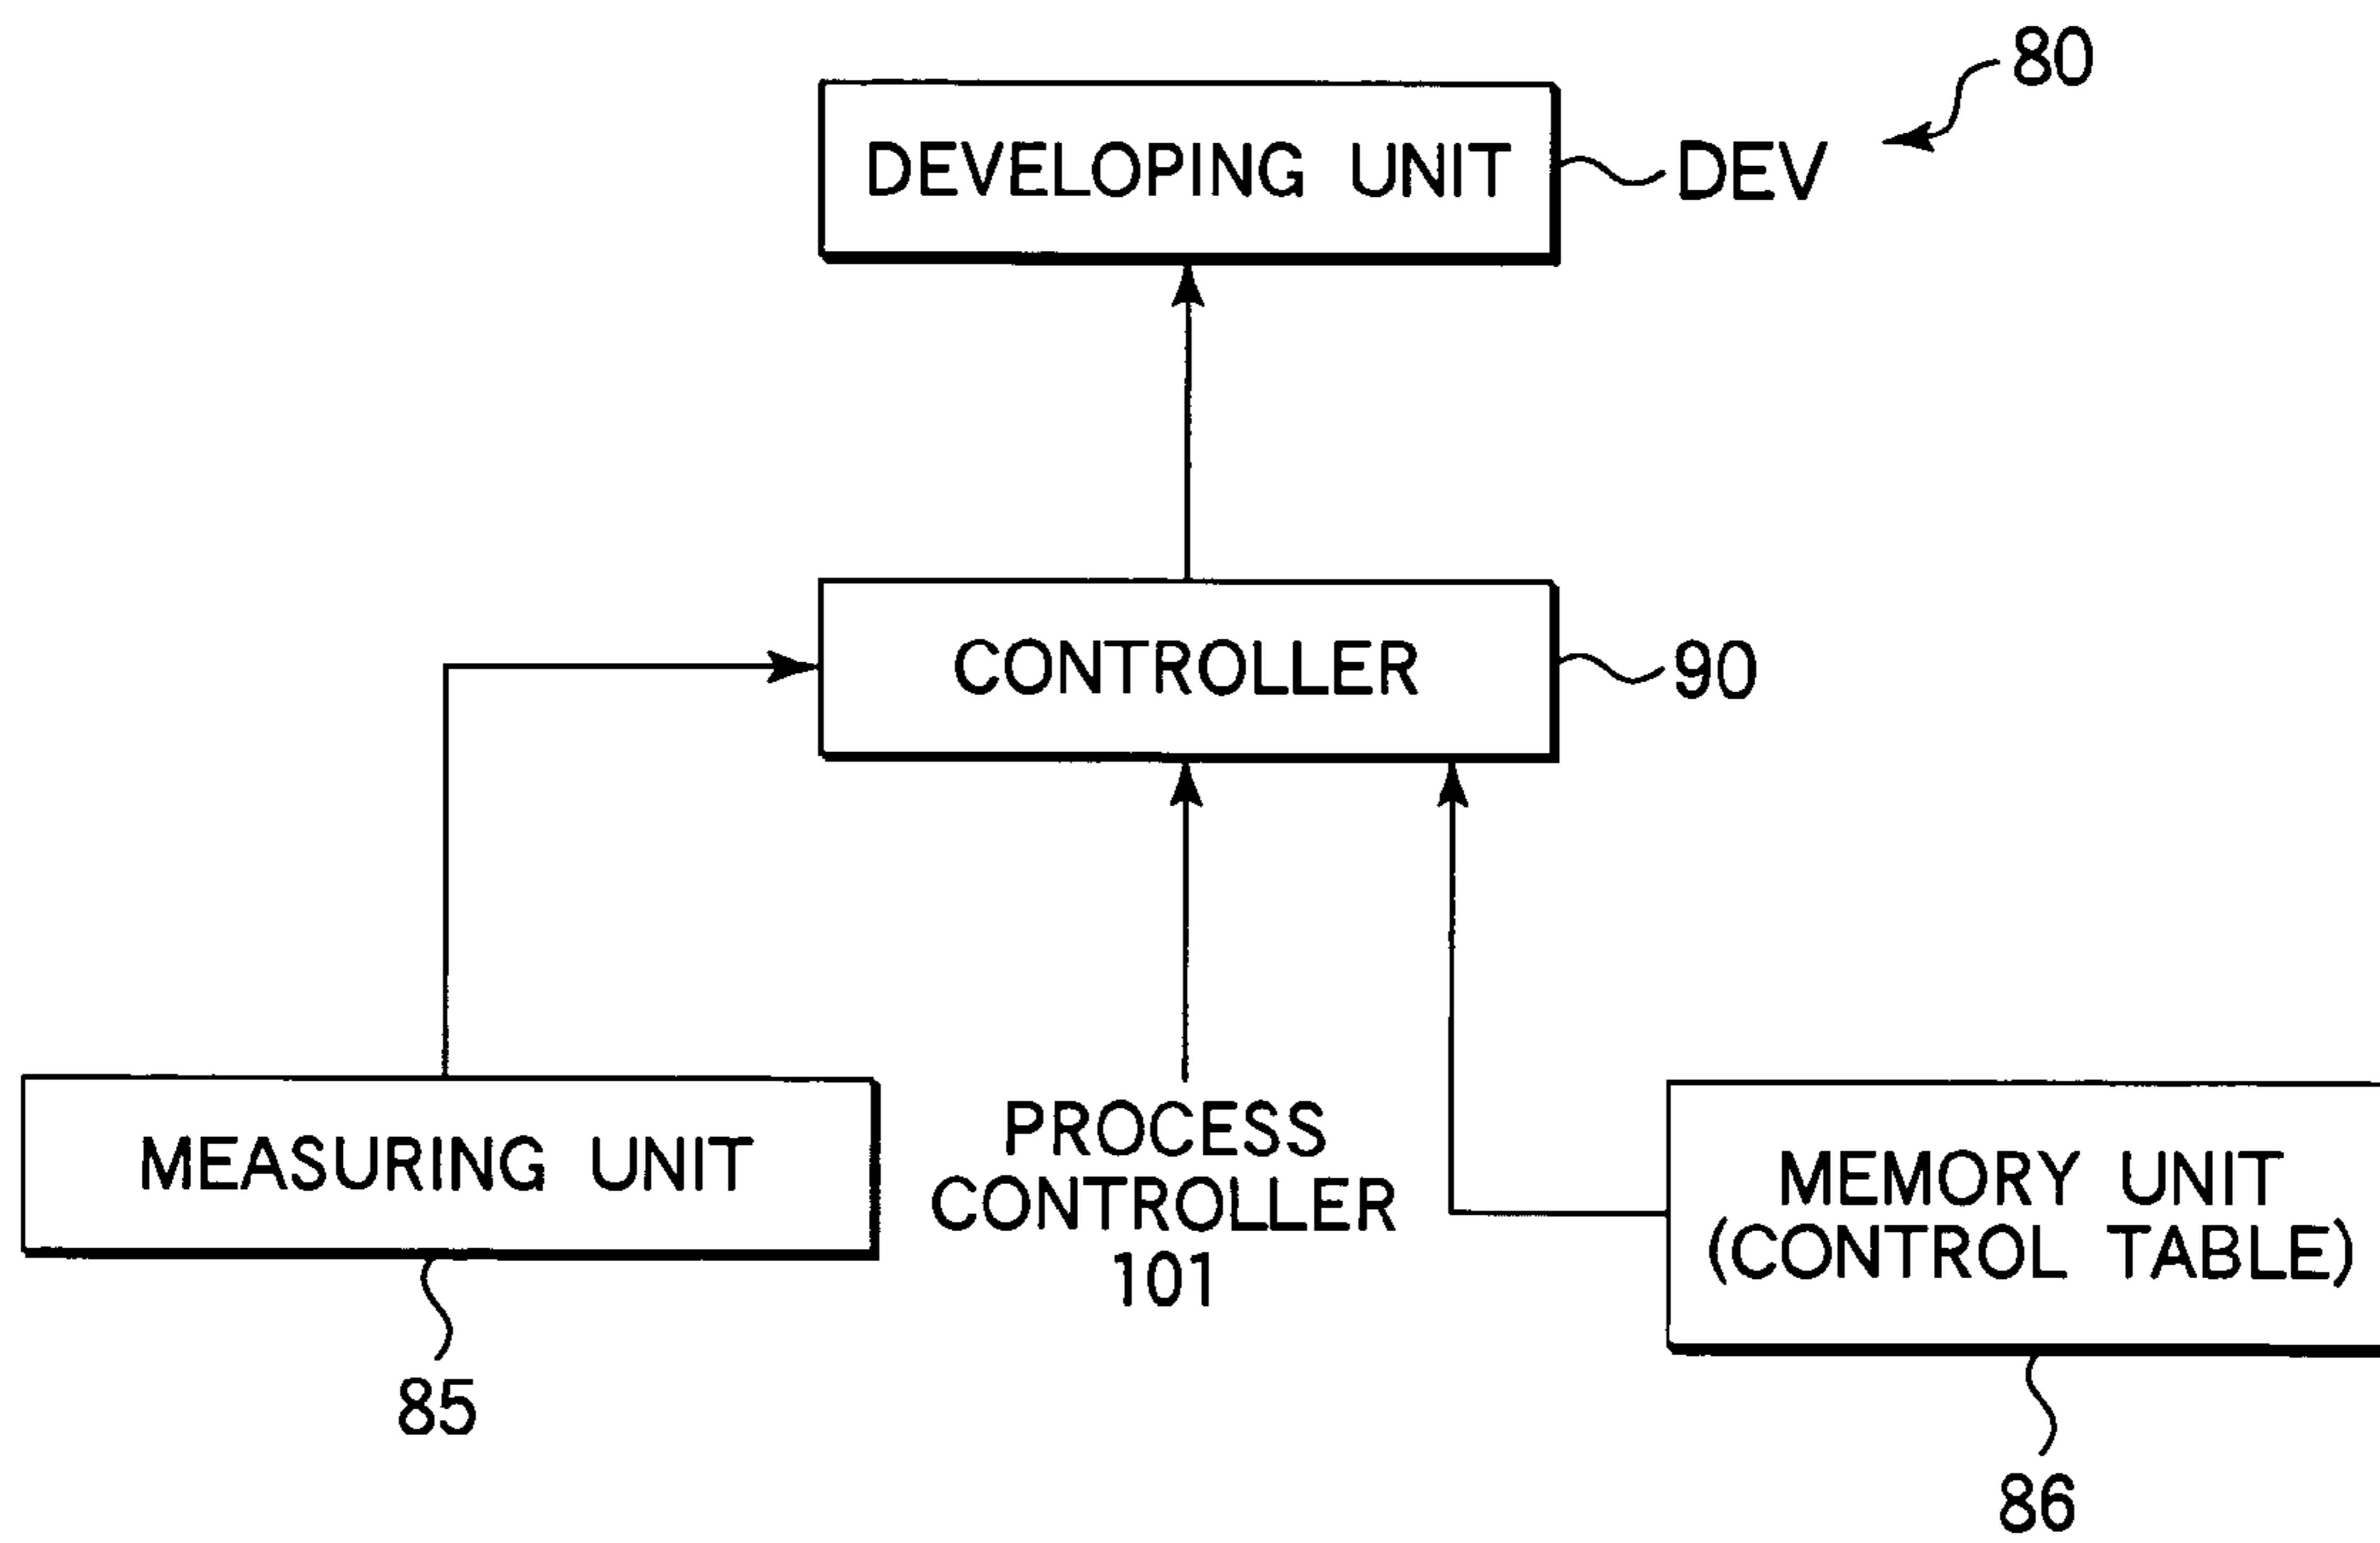 80
DEVELOPING UNIT
DEV
CONTROLLER
90
MEASURING UNIT
85
PROCESS
CONTROLLER
101
MEMORY UNIT
(CONTROL TABLE)
86